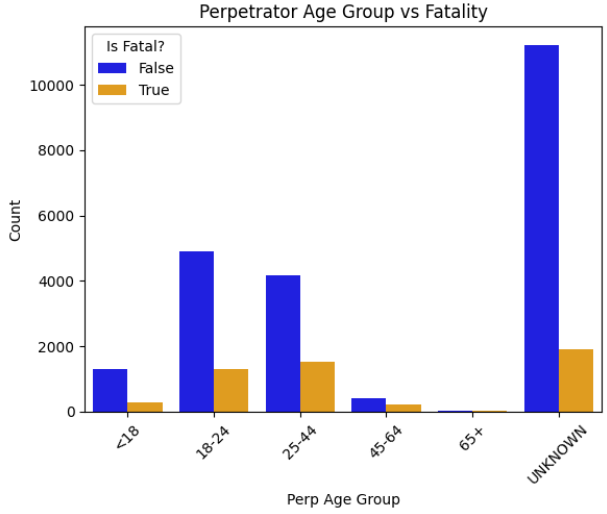 Perpetrator Age Group vs Fatality
Is Fatal?
False
True
Count
10000
8000
6000
4000
2000
0
<18
18-24
25-44
45-64
65+
UNKNOWN
Perp Age Group